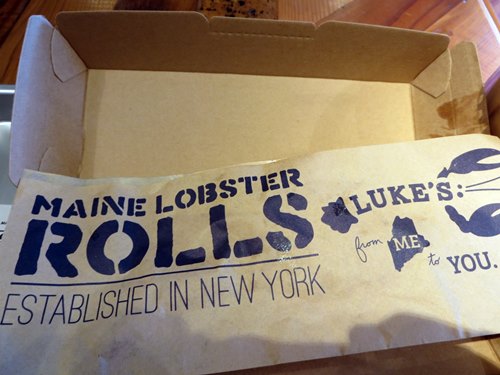 MAINE LOBSTER
ROLLS
ESTABLISHED IN NEW YORK
LUKE'S:
from ME to YOU.